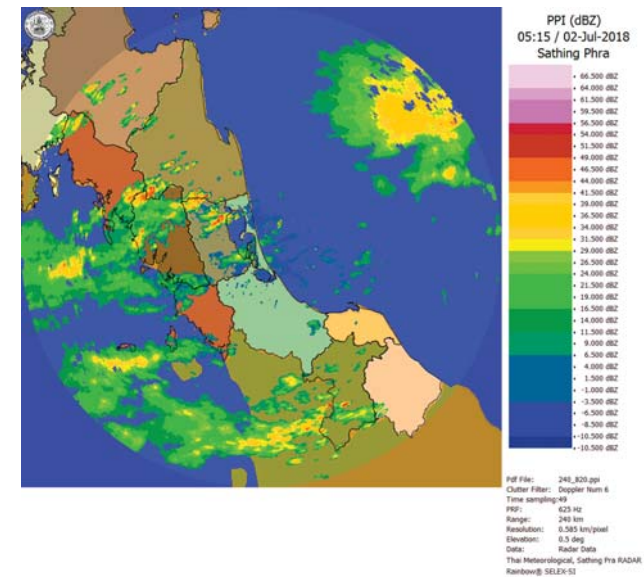 PPI (dBZ)
05:15 / 02-Jul-2018
Sathing Phra
66.500 dBZ
64.000 dBZ
61.500 dBZ
59.500 dBZ
56.500 dBZ
54.000 dBZ
51.500 dBZ
49.000 dBZ
46.500 dBZ
44.000 dBZ
41.500 dBZ
39.000 dBZ
36.500 dBZ
34.000 dBZ
31.500 dBZ
29.000 dBZ
26.500 dBZ
24.000 dBZ
21.500 dBZ
19.000 dBZ
16.500 dBZ
14.000 dBZ
11.500 dBZ
9.000 dBZ
6.500 dBZ
4.000 dBZ
1.500 dBZ
-1.000 dBZ
-3.500 dBZ
-6.500 dBZ
-8.500 dBZ
-10.500 dBZ
-10.500 dBZ
Pdf File: 240_820.ppi
Clutter Filter: Doppler Num 6
Time sampling:49
PRF: 625 Hz
Range: 240 km
Resolution: 0.585 km/pixel
Elevation: 0.5 deg
Data: Radar Data
Thai Meteorological, Sathing Pra RADAR
Rainbow® SELEX-SI